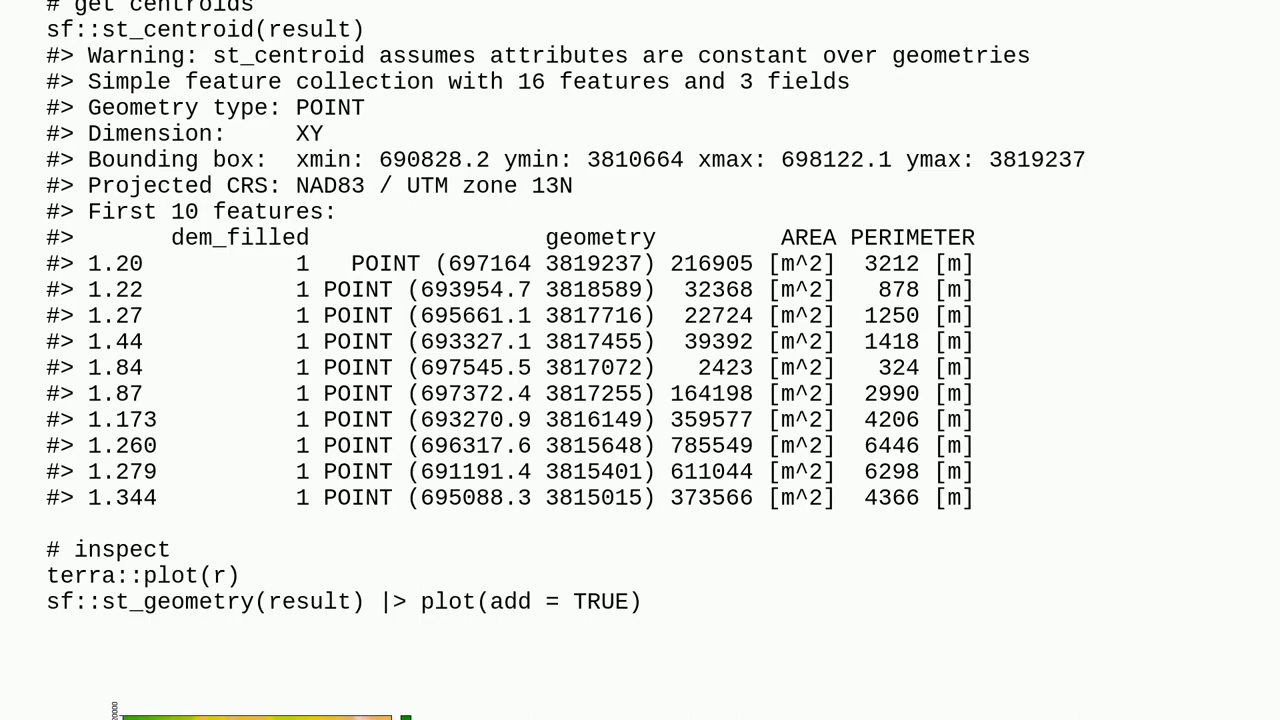 # get centroids
sf::st_centroid(result)
#> Warning: st_centroid assumes attributes are constant over geometries
#> Simple feature collection with 16 features and 3 fields
#> Geometry type: POINT
#> Dimension:     XY
#> Bounding box:  xmin: 690828.2 ymin: 3810664 xmax: 698122.1 ymax: 3819237
#> Projected CRS: NAD83 / UTM zone 13N
#> First 10 features:
#>       dem_filled                 geometry         AREA PERIMETER
#> 1.20           1   POINT (697164 3819237) 216905 [m^2]  3212 [m]
#> 1.22           1 POINT (693954.7 3818589)  32368 [m^2]   878 [m]
#> 1.27           1 POINT (695661.1 3817716)  22724 [m^2]  1250 [m]
#> 1.44           1 POINT (693327.1 3817455)  39392 [m^2]  1418 [m]
#> 1.84           1 POINT (697545.5 3817072)   2423 [m^2]   324 [m]
#> 1.87           1 POINT (697372.4 3817255) 164198 [m^2]  2990 [m]
#> 1.173          1 POINT (693270.9 3816149) 359577 [m^2]  4206 [m]
#> 1.260          1 POINT (696317.6 3815648) 785549 [m^2]  6446 [m]
#> 1.279          1 POINT (691191.4 3815401) 611044 [m^2]  6298 [m]
#> 1.344          1 POINT (695088.3 3815015) 373566 [m^2]  4366 [m]
# inspect
terra::plot(r)
sf::st_geometry(result) |> plot(add = TRUE)